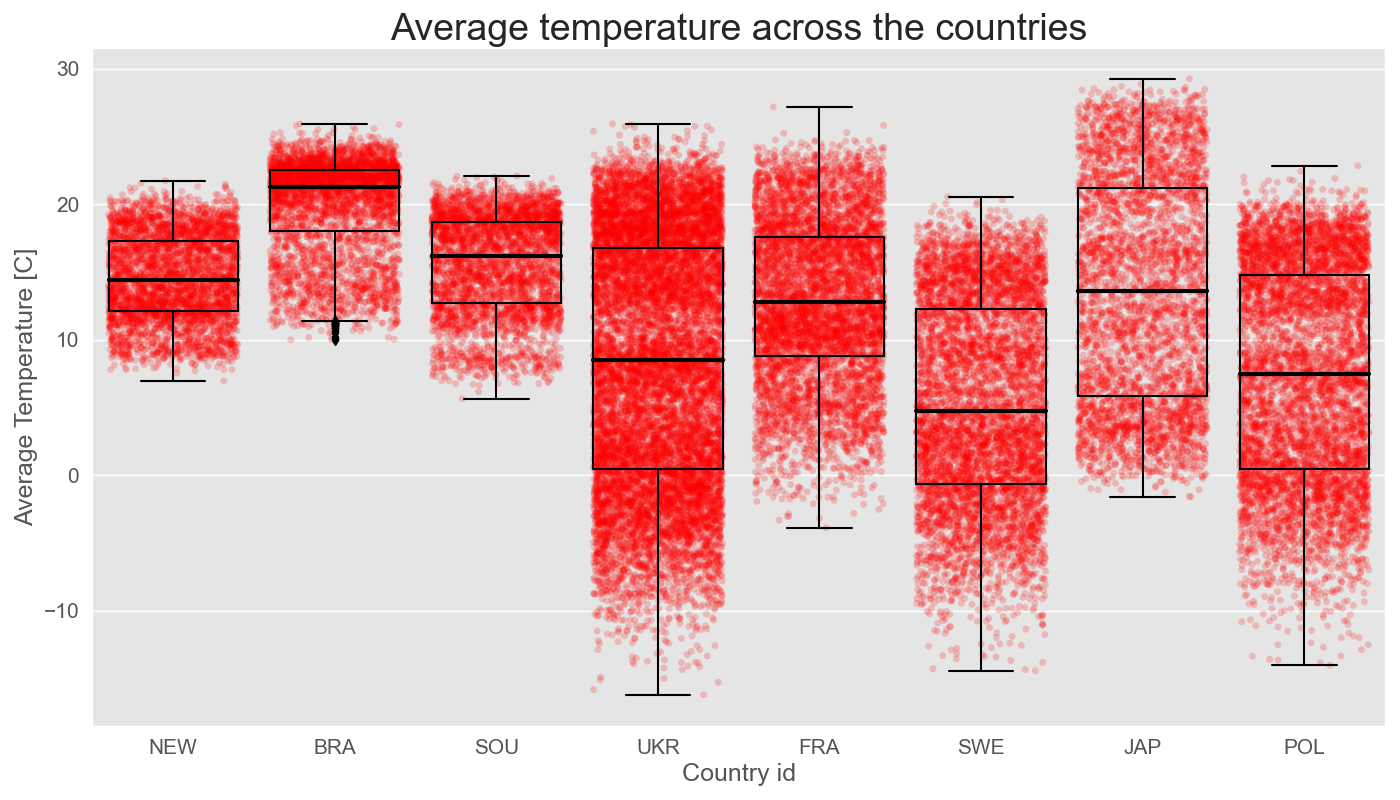 Average temperature across the countries
Average Temperature [C]
30
20
10
0
−10
NEW BRA SOU UKR FRA SWE JAP POL
Country id